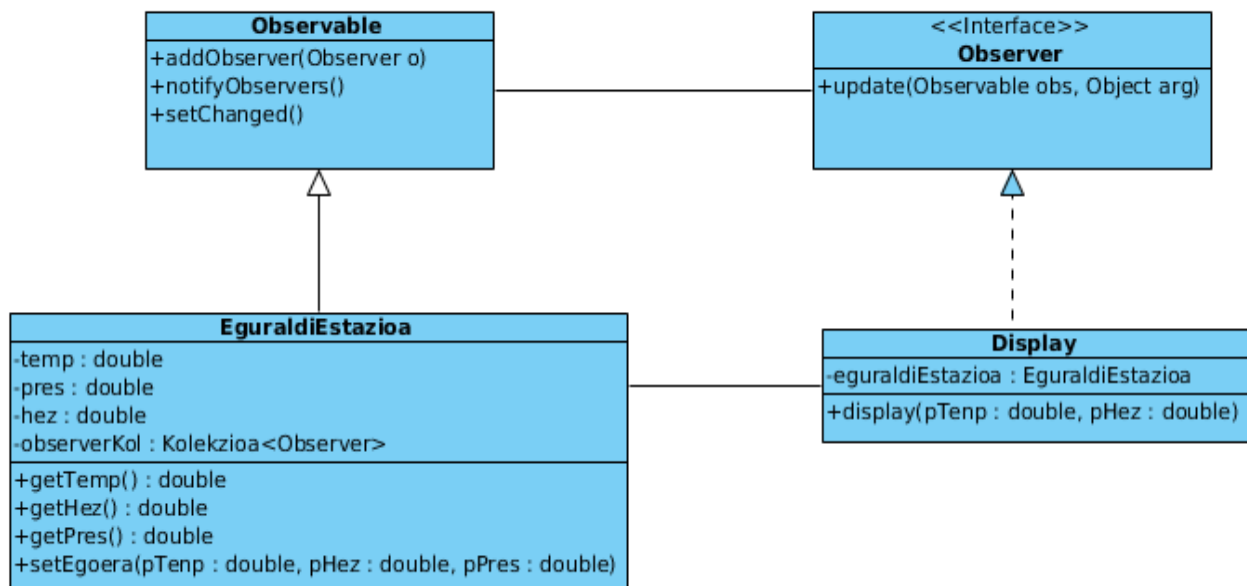 Observable
+addObserver(Observer o)
+notifyObservers()
+setChanged()
<<Interface>>
Observer
+update(Observable obs, Object arg)
EguraldiEstazioa
-temp : double
-pres : double
-hez : double
-observerKol : Kolekzioa<Observer>
+getTemp() : double
+getHez() : double
+getPres() : double
+setEgoera(pTenp : double, pHez : double, pPres : double)
Display
-eguraldiEstazioa : EguraldiEstazioa
+display(pTenp : double, pHez : double)